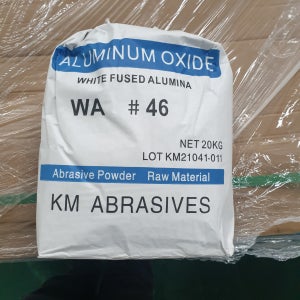 ALUMINUM OXIDE
WHITE FUSED ALUMINA
WA # 46
NET 20KG
LOT KM21041-011
Abrasive Powder Raw Material
KM ABRASIVES